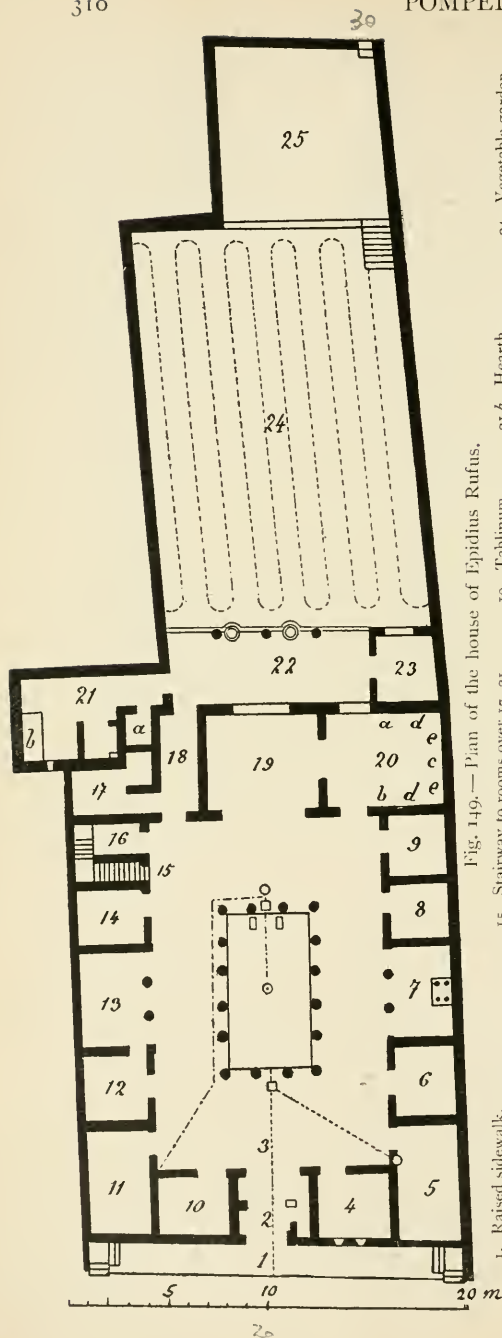 310
30
POMPEI
25
24
22
23
21
a
b
18
19
20
a d
e
c
e
b d
17
16
15
14
9
8
13
7
12
6
3
11
10
2
4
5
1
5 10 20 m
20
Fig. 149.— Plan of the house of Epidius Rufus.
1. Raised sidewalk.
15. Stairway to rooms over 17, 21.
19. Tablinum.
21 b. Hearth.
24. Vegetable garden.